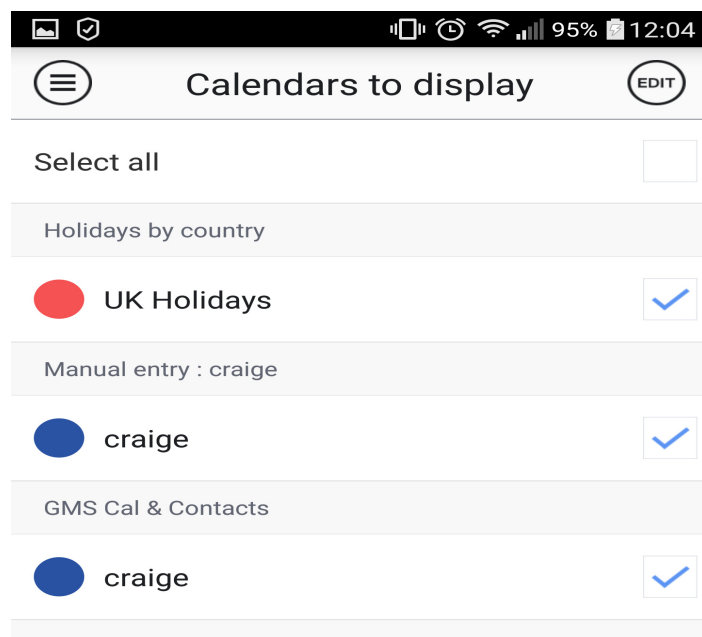 95% 12:04
Calendars to display
EDIT
Select all
Holidays by country
UK Holidays
Manual entry : craige
craige
GMS Cal & Contacts
craige